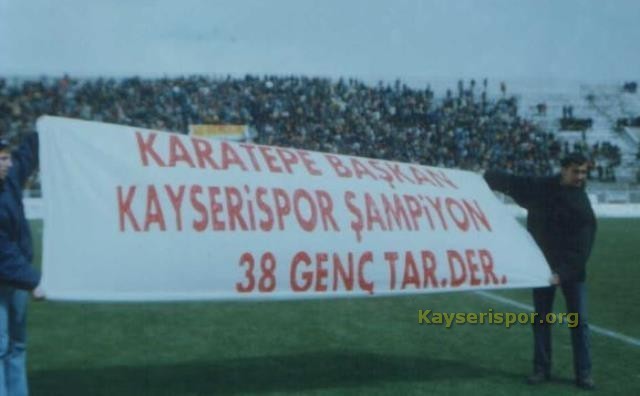 KARATEPE BAŞKAN
KAYSERİSPOR ŞAMPİYON
38 GENÇ TAR.DER.
Kayserispor.org